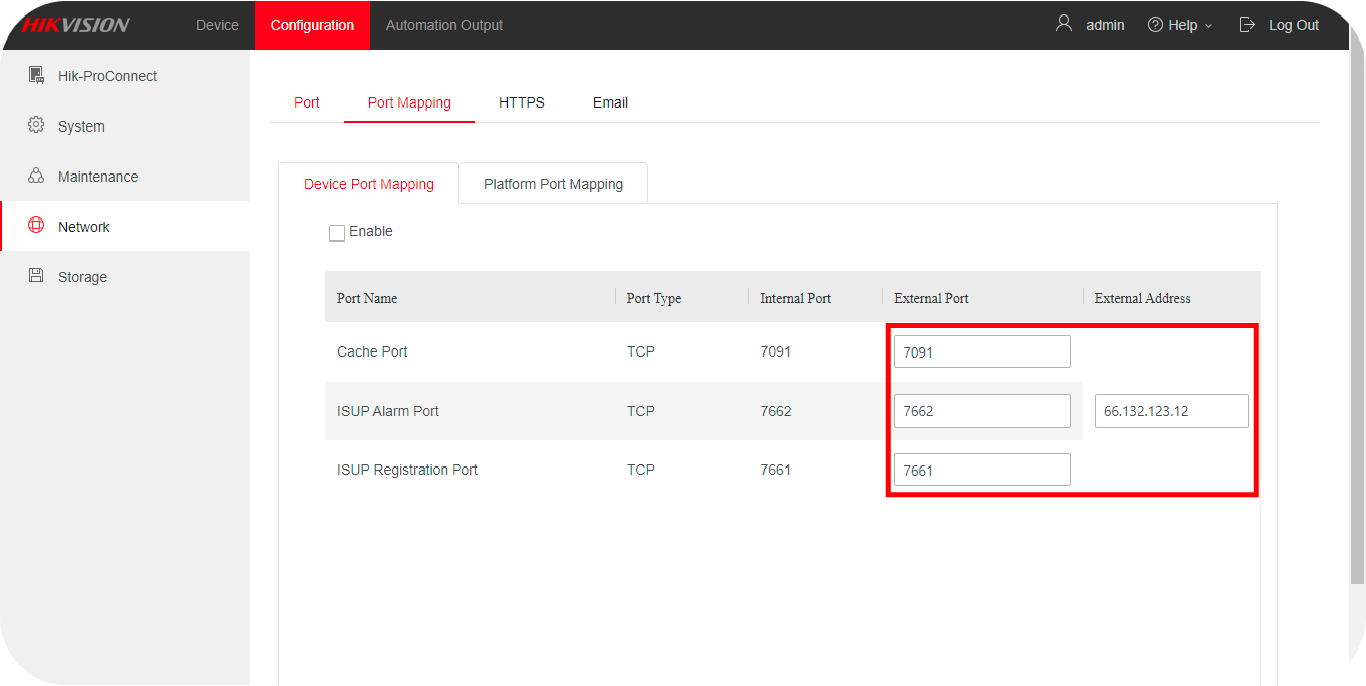 HIKVISION Device Configuration Automation Output admin Help Log Out
Hik-ProConnect
System
Maintenance
Network
Storage
Port Port Mapping HTTPS Email
Device Port Mapping Platform Port Mapping
Enable
Port Name Port Type Internal Port External Port External Address
Cache Port TCP 7091 7091
ISUP Alarm Port TCP 7662 7662 66.132.123.12
ISUP Registration Port TCP 7661 7661